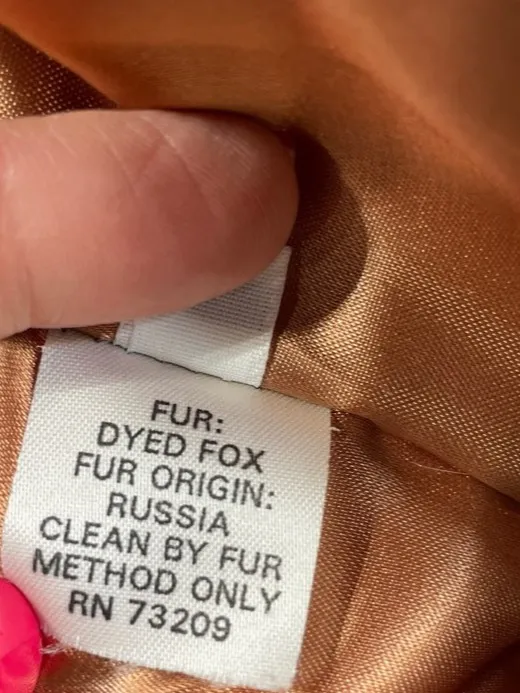 FUR:
DYED FOX
FUR ORIGIN:
RUSSIA
CLEAN BY FUR
METHOD ONLY
RN 73209